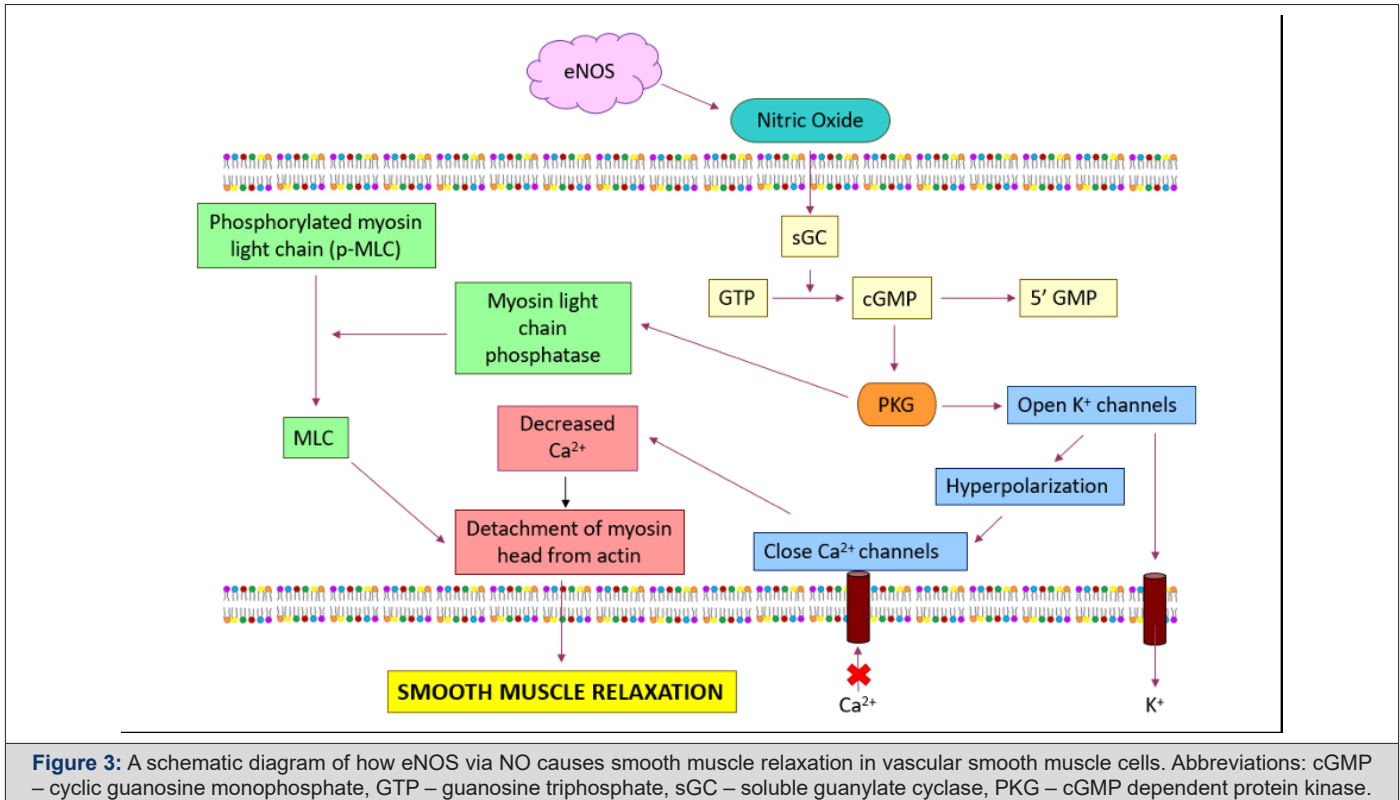 eNOS
Nitric Oxide
Phosphorylated myosin
light chain (p-MLC)
sGC
Myosin light
chain
phosphatase
GTP
cGMP
5’ GMP
PKG
Open K⁺ channels
MLC
Decreased
Ca²⁺
Hyperpolarization
Detachment of myosin
head from actin
Close Ca²⁺ channels
SMOOTH MUSCLE RELAXATION
Ca²⁺
K⁺
Figure 3: A schematic diagram of how eNOS via NO causes smooth muscle relaxation in vascular smooth muscle cells. Abbreviations: cGMP
– cyclic guanosine monophosphate, GTP – guanosine triphosphate, sGC – soluble guanylate cyclase, PKG – cGMP dependent protein kinase.